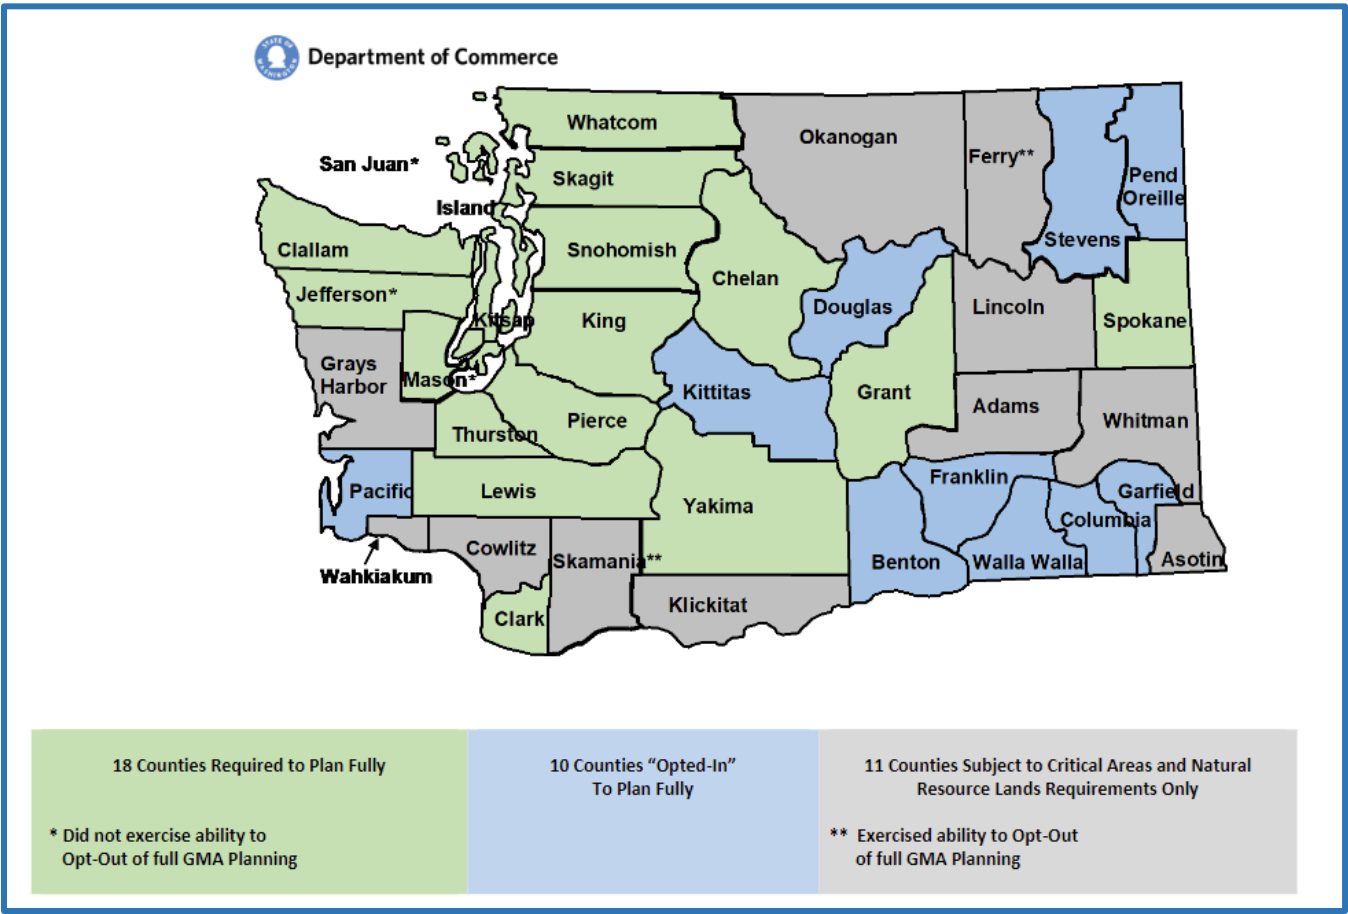 STATE OF
WASHINGTON
Department of Commerce
Whatcom
Okanogan
Ferry**
San Juan*
Skagit
Pend
Oreille
Island
Stevens
Clallam
Snohomish
Chelan
Jefferson*
Douglas
Lincoln
Kitsap
King
Spokane
Grays
Harbor
Mason*
Kittitas
Grant
Adams
Whitman
Thurston
Pierce
Franklin
Pacific
Lewis
Yakima
Garfield
Columbia
Cowlitz
Skamania**
Benton
Walla Walla
Asotin
Wahkiakum
Clark
Klickitat
18 Counties Required to Plan Fully
* Did not exercise ability to
Opt-Out of full GMA Planning
10 Counties “Opted-In”
To Plan Fully
11 Counties Subject to Critical Areas and Natural
Resource Lands Requirements Only
** Exercised ability to Opt-Out
of full GMA Planning